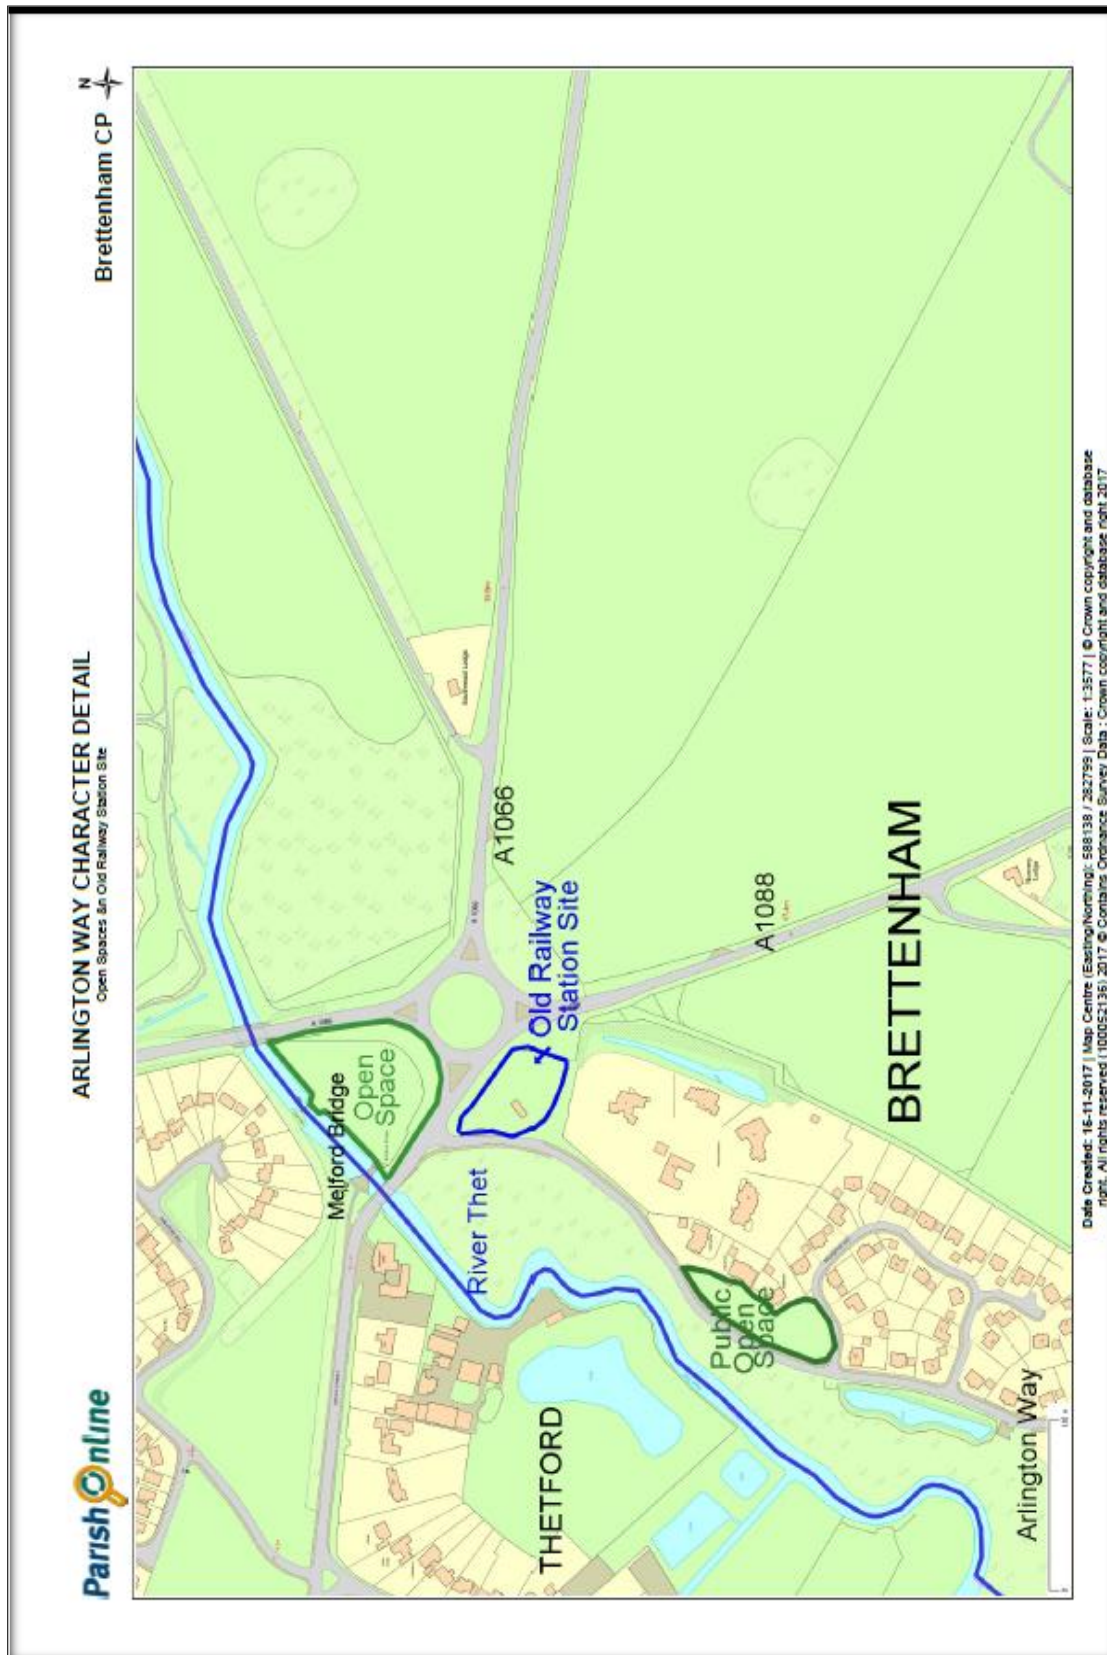 Parish Online
ARLINGTON WAY CHARACTER DETAIL
Open Spaces an Old Railway Station Site
Brettenham CP
N
Melford Bridge
Open
Space
River Thet
Old Railway
Station Site
A1066
A1088
THETFORD
Public
Open
Space
BRETTENHAM
Arlington Way
Date Created: 16-11-2017 | Map Centre (Easting/Northing): 588138 / 282799 | Scale: 1:3577 | © Crown copyright and database
right. All rights reserved (100052136) 2017 © Contains Ordnance Survey Data : Crown copyright and database right 2017